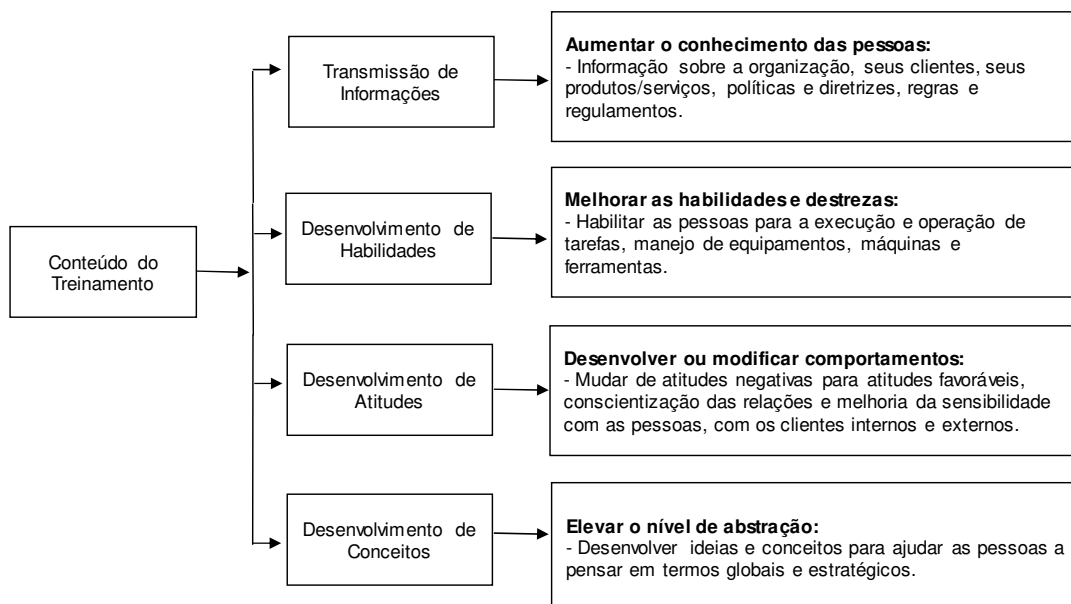 Conteúdo do
Treinamento
Transmissão de
Informações
Aumentar o conhecimento das pessoas:
- Informação sobre a organização, seus clientes, seus
produtos/serviços, políticas e diretrizes, regras e
regulamentos.
Desenvolvimento de
Habilidades
Melhorar as habilidades e destrezas:
- Habilitar as pessoas para a execução e operação de
tarefas, manejo de equipamentos, máquinas e
ferramentas.
Desenvolvimento de
Atitudes
Desenvolver ou modificar comportamentos:
- Mudar de atitudes negativas para atitudes favoráveis,
conscientização das relações e melhoria da sensibilidade
com as pessoas, com os clientes internos e externos.
Desenvolvimento de
Conceitos
Elevar o nível de abstração:
- Desenvolver ideias e conceitos para ajudar as pessoas a
pensar em termos globais e estratégicos.